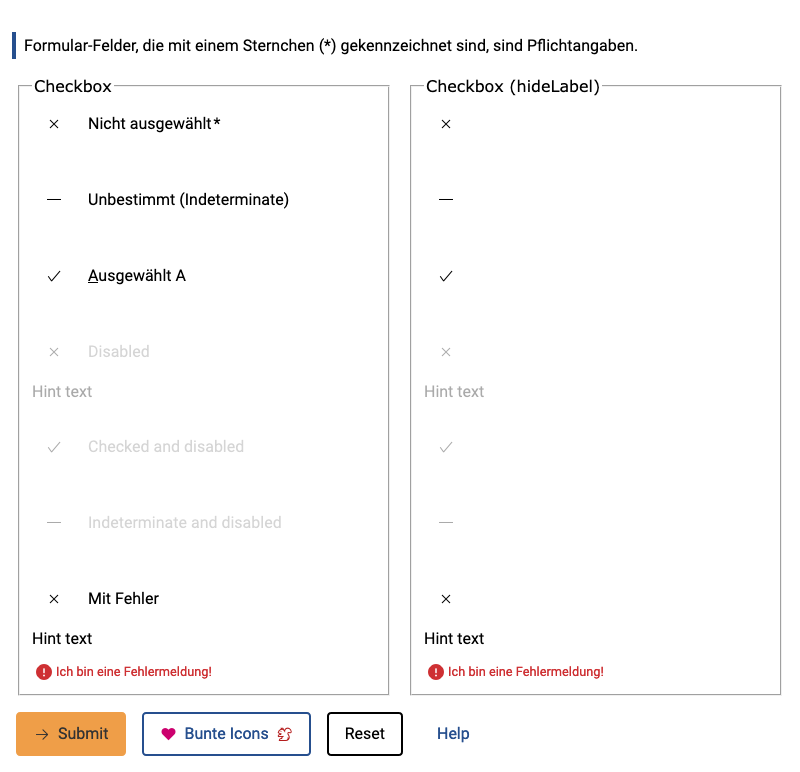 Formular-Felder, die mit einem Sternchen (*) gekennzeichnet sind, sind Pflichtangaben.
Checkbox
Nicht ausgewählt*
Unbestimmt (Indeterminate)
Ausgewählt A
Disabled
Hint text
Checked and disabled
Indeterminate and disabled
Mit Fehler
Hint text
Ich bin eine Fehlermeldung!
Checkbox (hideLabel)
Hint text
Hint text
Ich bin eine Fehlermeldung!
Submit
Bunte Icons
Reset
Help